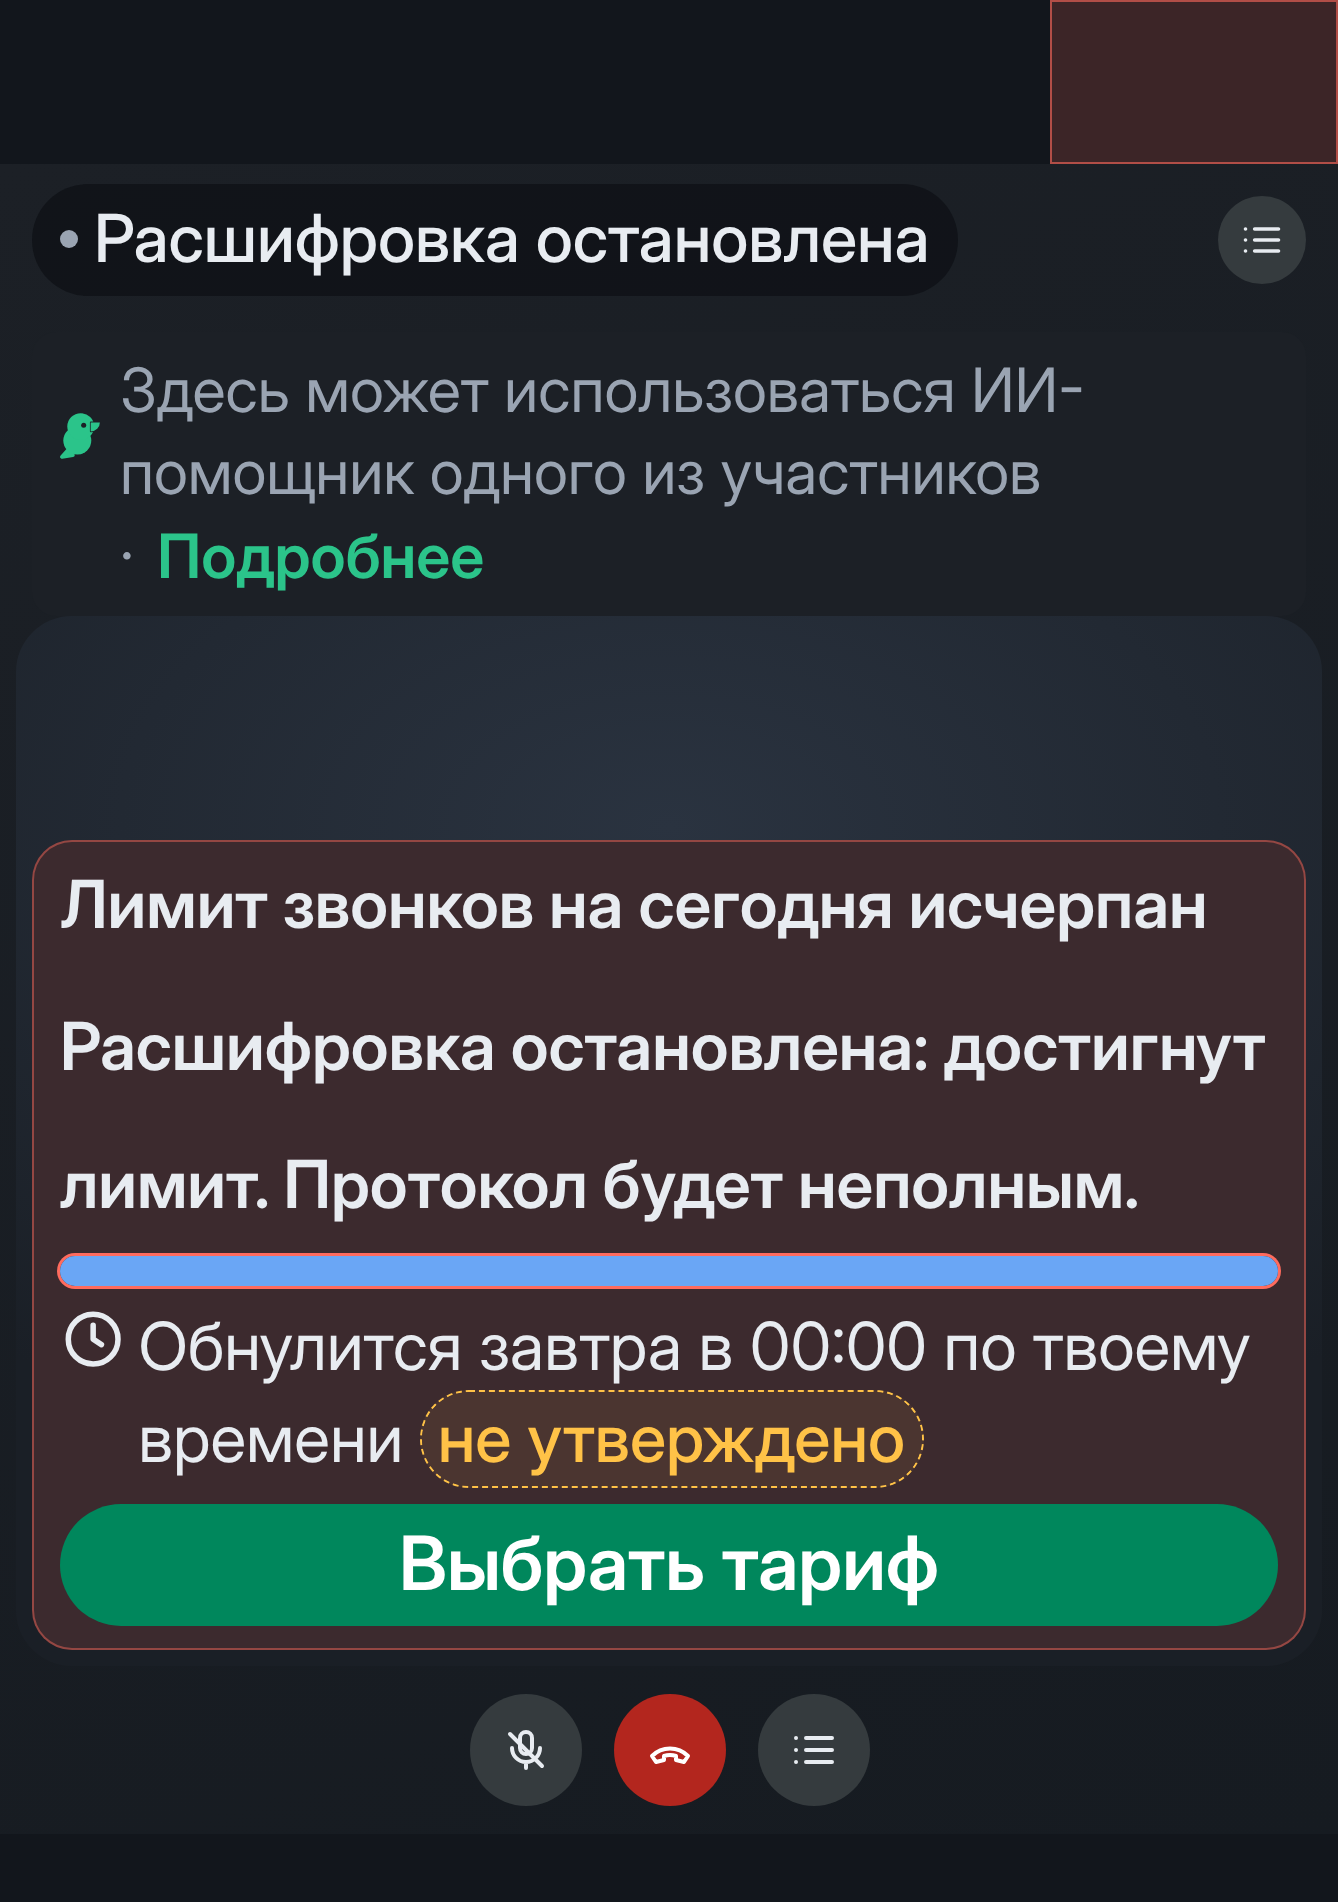 Расшифровка остановлена
Здесь может использоваться ИИ-
помощник одного из участников
· Подробнее
Лимит звонков на сегодня исчерпан
Расшифровка остановлена: достигнут
лимит. Протокол будет неполным.
Обнулится завтра в 00:00 по твоему
времени не утверждено
Выбрать тариф